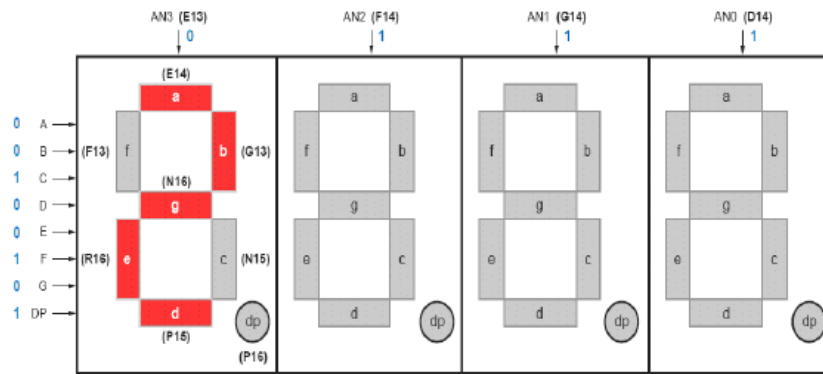 AN3 (E13) AN2 (F14) AN1 (G14) AN0 (D14)
0 1 1 1
(E14)
a a a a
0 A
0 B (F13) f b (G13) f b f b f b
1 C (N16)
0 D g g g g
0 E
1 F (R16) e c (N15) e c e c e c
0 G
1 DP d dp d dp d dp d dp
(P15)
(P16)